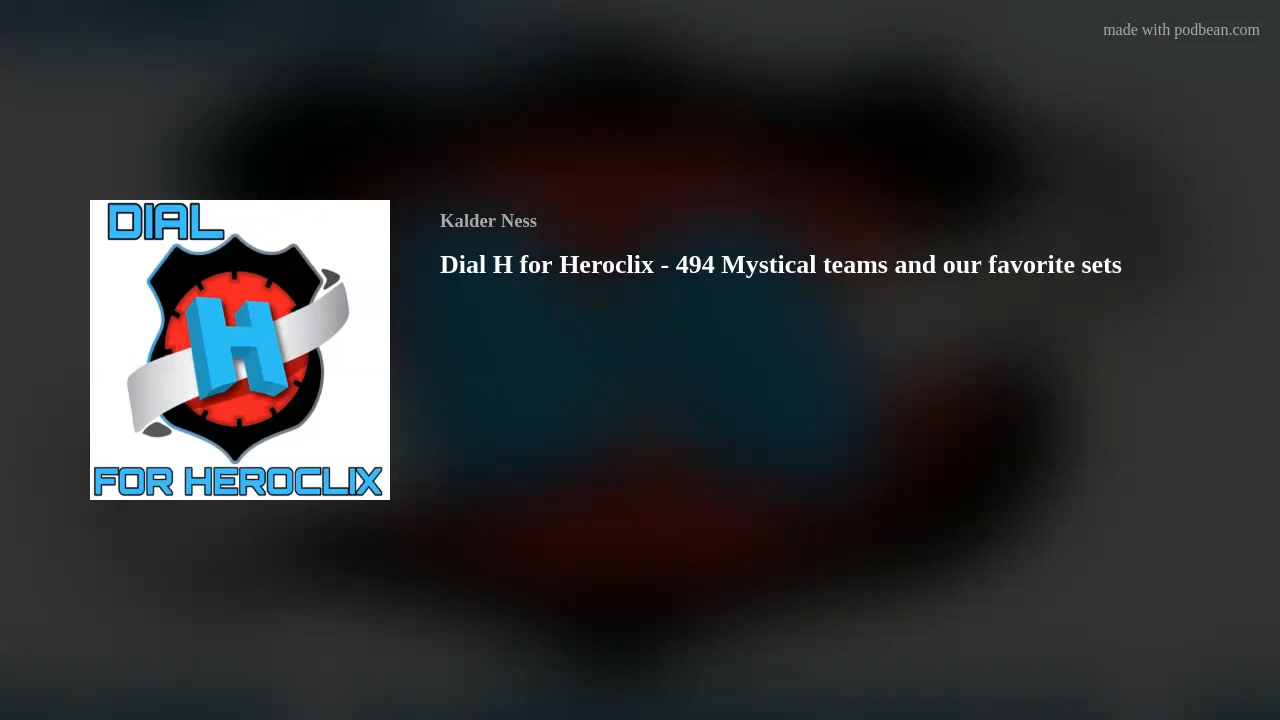 made with podbean.com
DIAL
H
FOR HEROCLIX
Kalder Ness
Dial H for Heroclix - 494 Mystical teams and our favorite sets